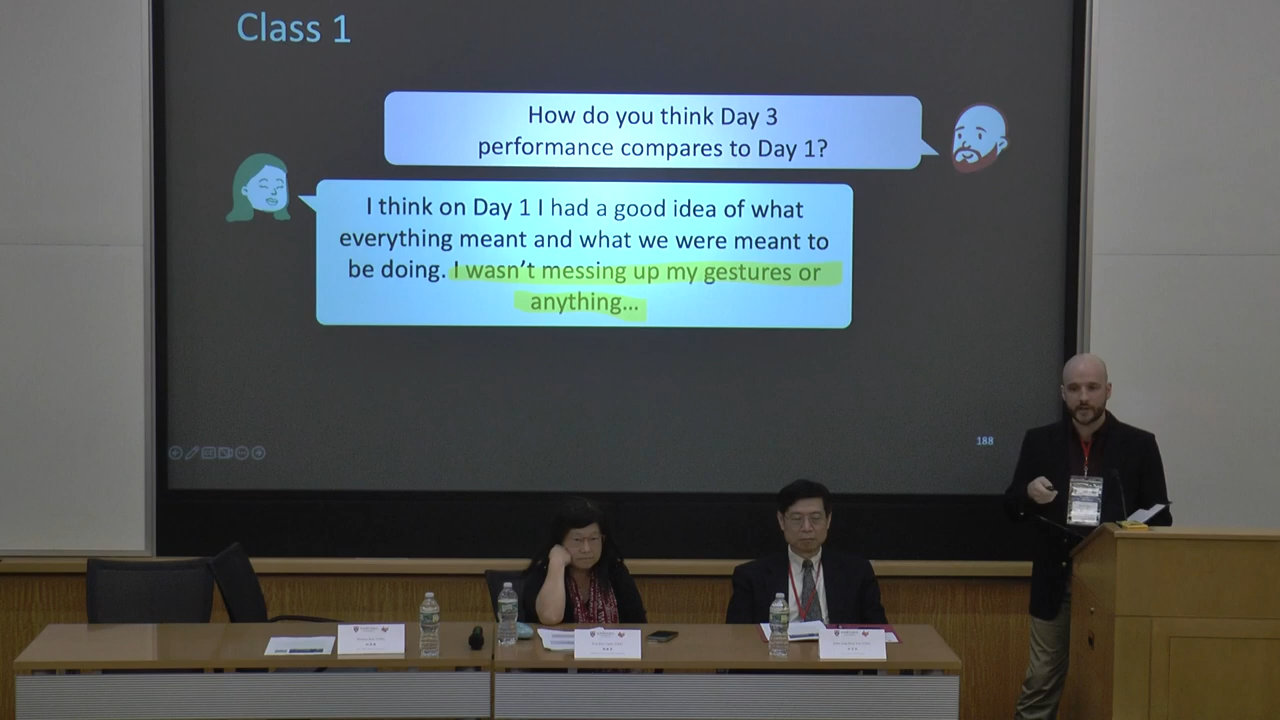 Class 1
How do you think Day 3
performance compares to Day 1?
I think on Day 1 I had a good idea of what
everything meant and what we were meant to
be doing. I wasn't messing up my gestures or
anything...
188